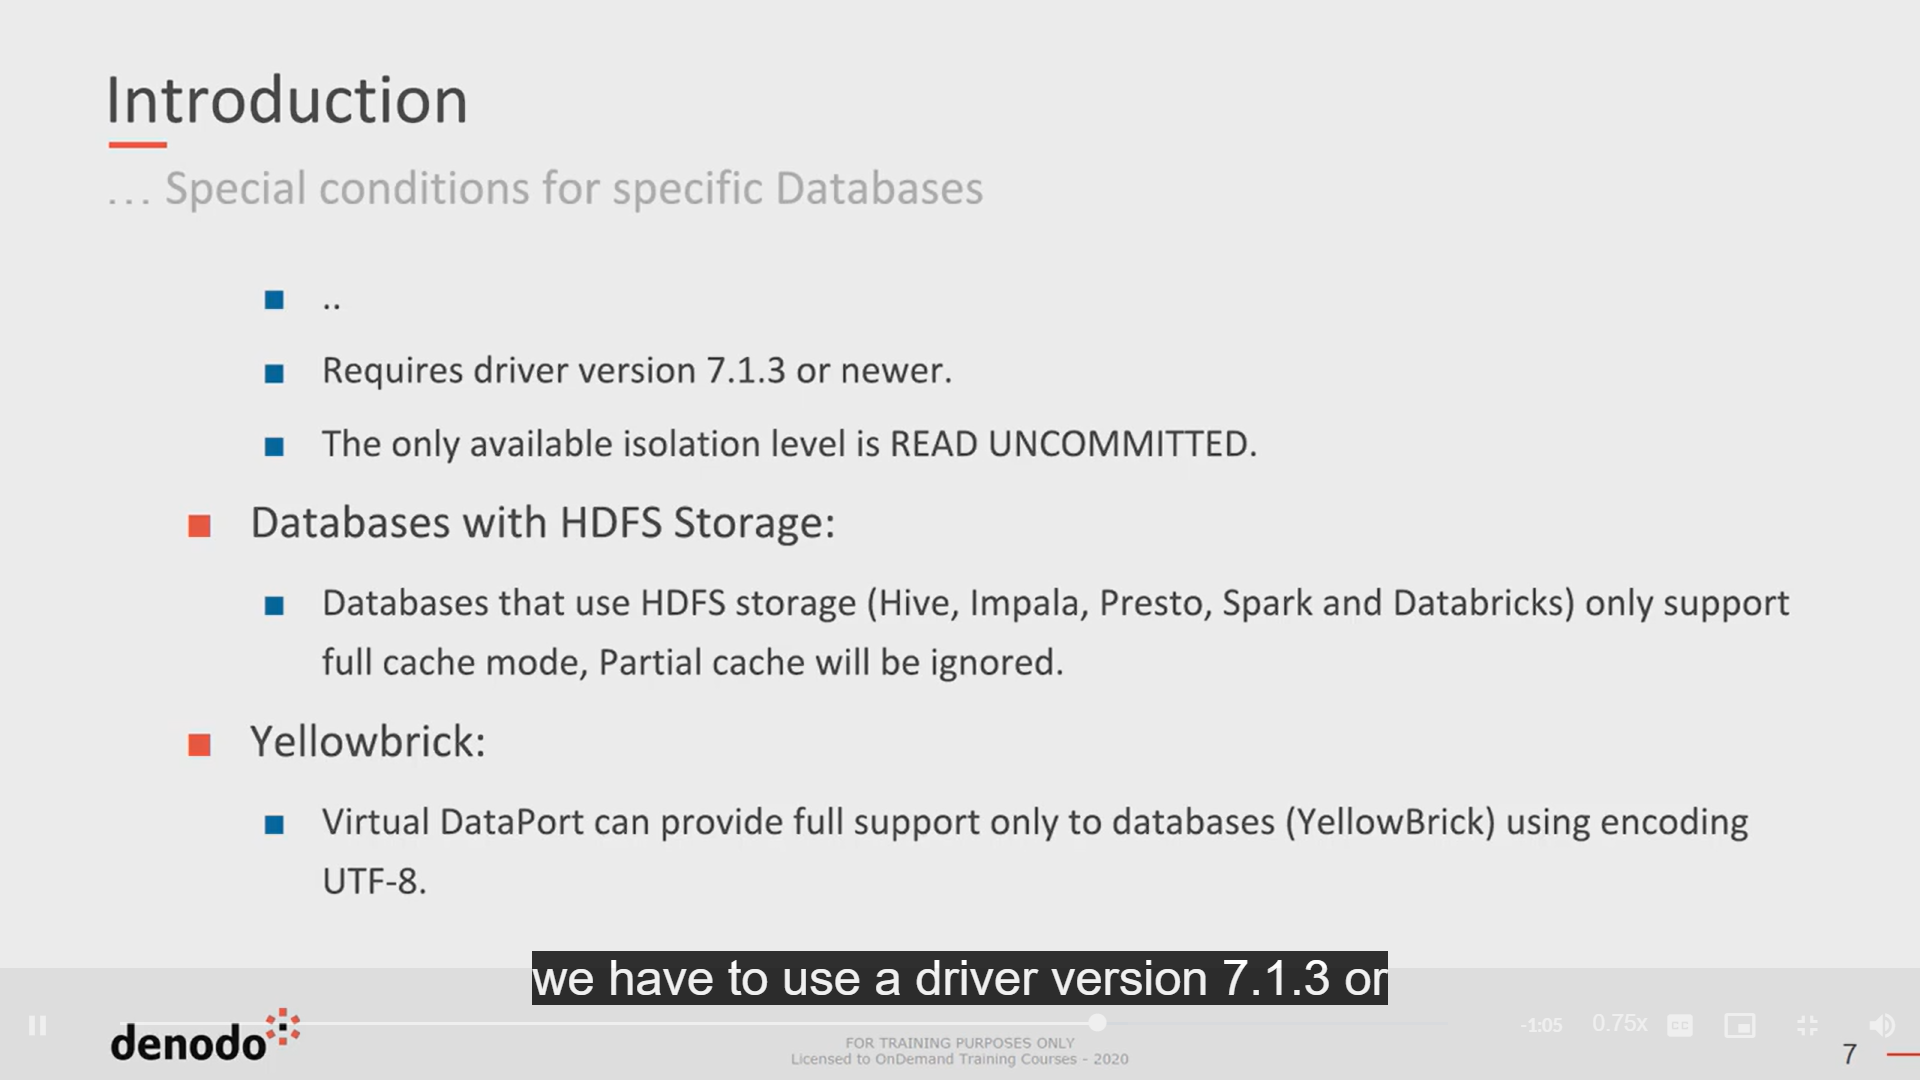 Introduction
... Special conditions for specific Databases
..
Requires driver version 7.1.3 or newer.
The only available isolation level is READ UNCOMMITTED.
Databases with HDFS Storage:
Databases that use HDFS storage (Hive, Impala, Presto, Spark and Databricks) only support
full cache mode, Partial cache will be ignored.
Yellowbrick:
Virtual DataPort can provide full support only to databases (YellowBrick) using encoding
UTF-8.
we have to use a driver version 7.1.3 or
denodo
-1:05
0.75x
CC
FOR TRAINING PURPOSES ONLY
Licensed to OnDemand Training Courses - 2020
7